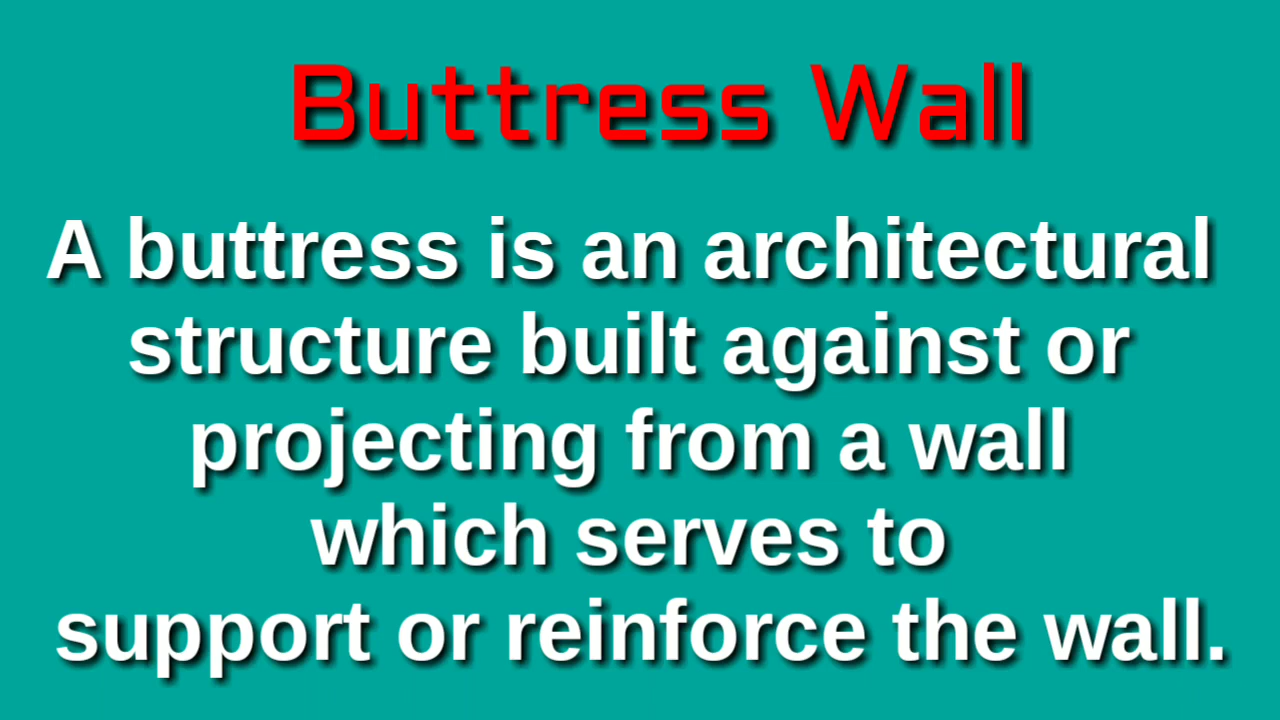 Buttress Wall
A buttress is an architectural
structure built against or
projecting from a wall
which serves to
support or reinforce the wall.